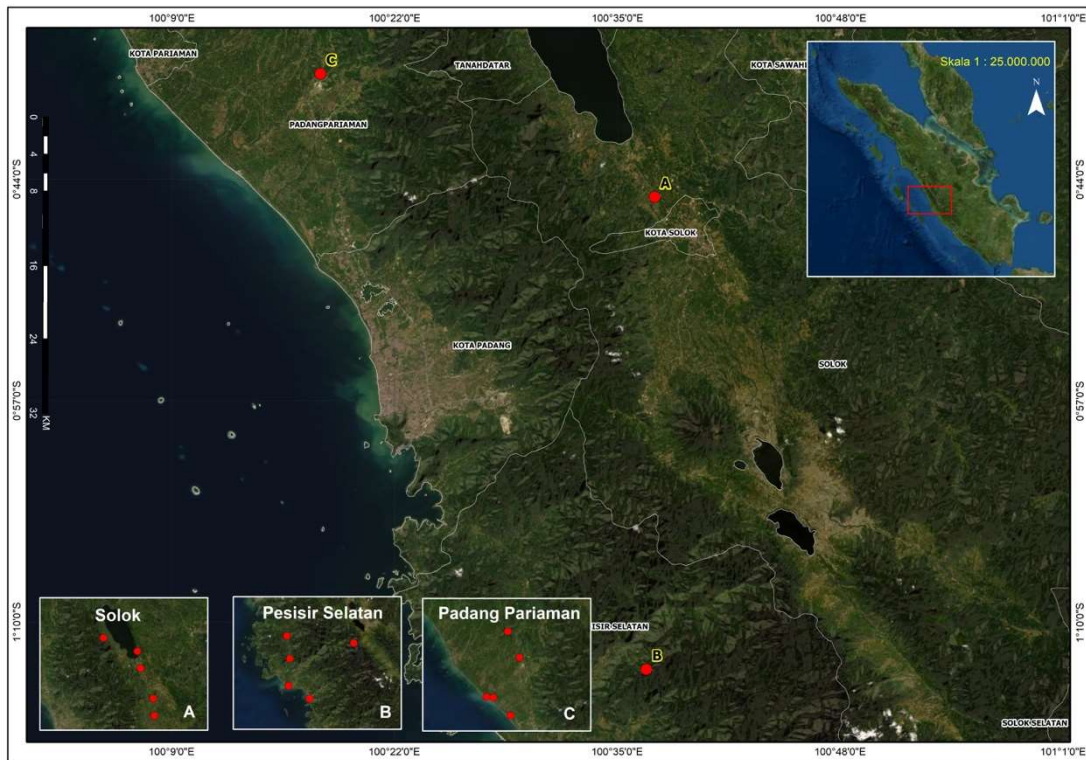 100°9'0"E 100°22'0"E 100°35'0"E 100°48'0"E 101°1'0"E
KOTA PARIAMAN
C
TANAHDATAR
KOTA SAWAHL
Skala 1 : 25.000.000
N
PADANGPARIAMAN
0°44'0"S
0°44'0"S
A
KOTA SOLOK
0 4 8 16 24 32 KM
KOTA PADANG
SOLOK
0°57'0"S
0°57'0"S
1°10'0"S
1°10'0"S
Solok
A
Pesisir Selatan
B
Padang Pariaman
C
ISIR SELATAN
B
SOLOK SELATAN
100°9'0"E 100°22'0"E 100°35'0"E 100°48'0"E 101°1'0"E